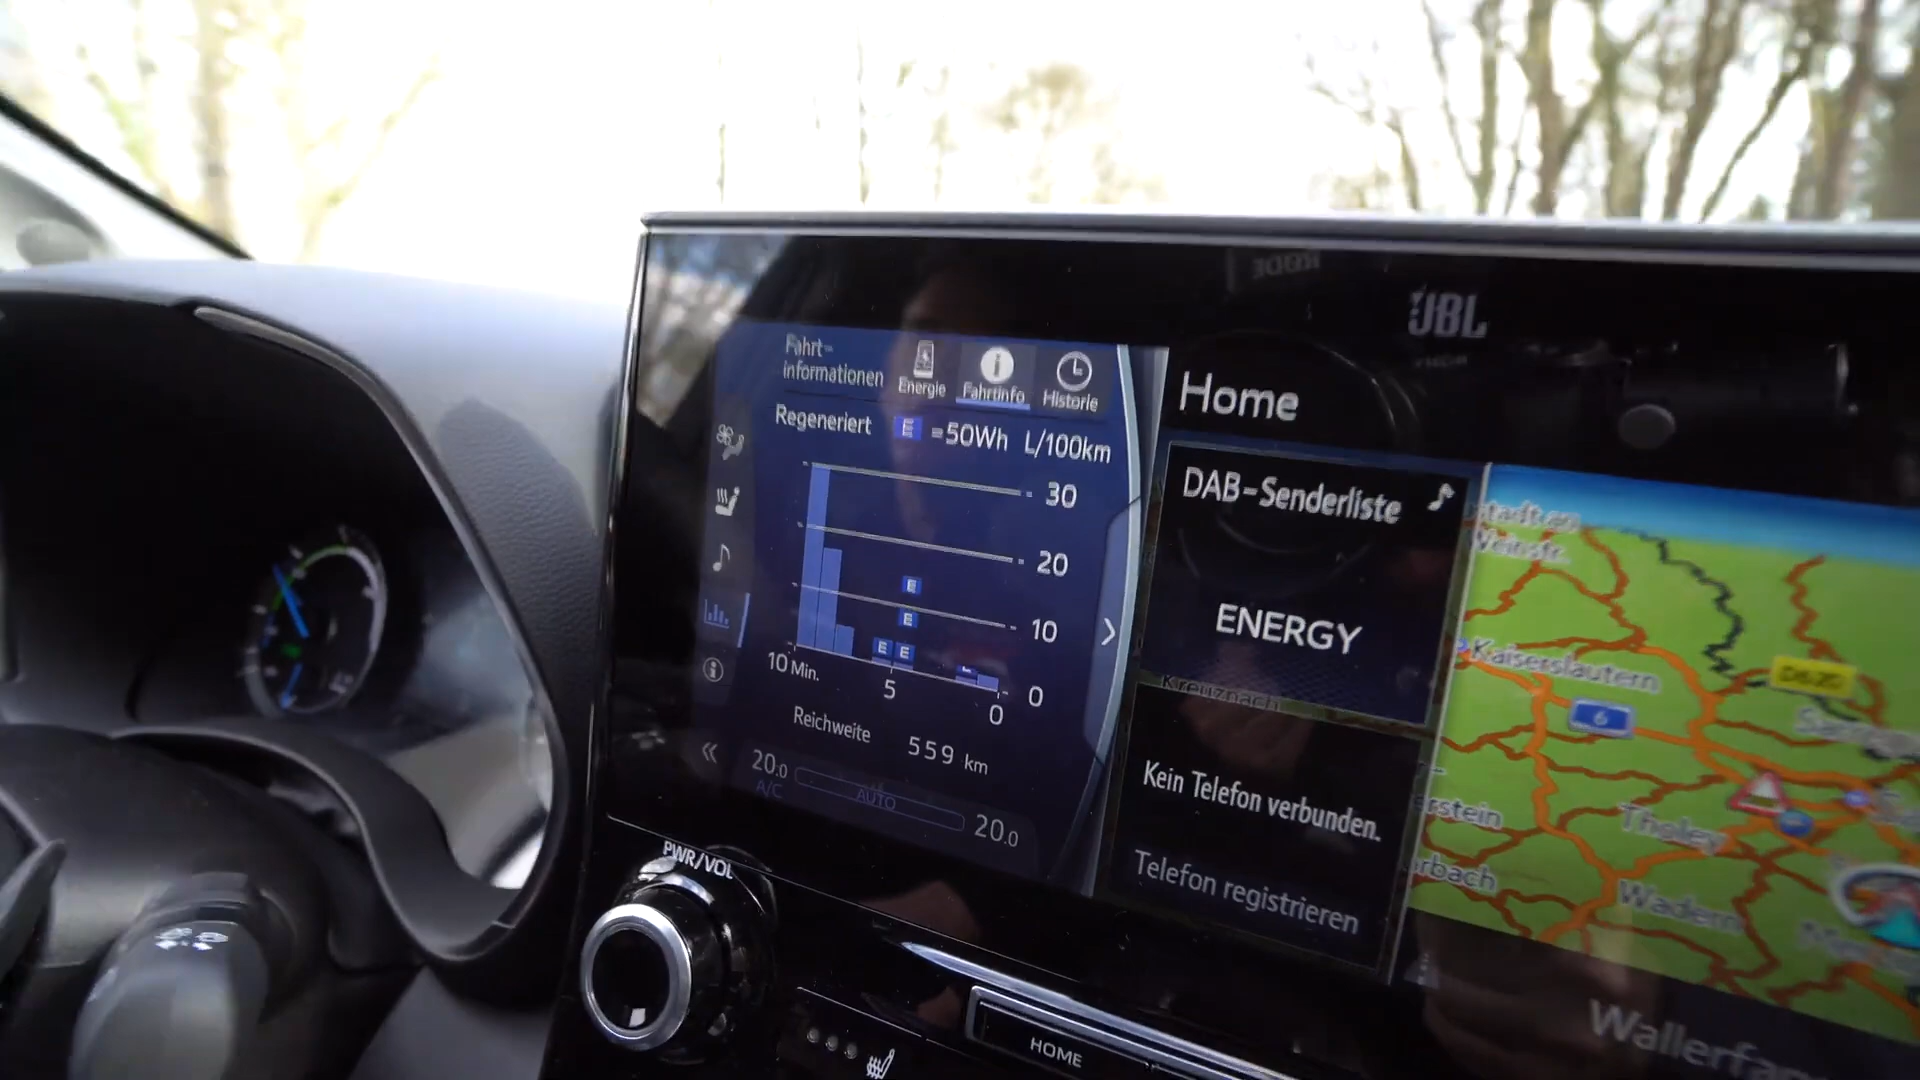 JBL
Fahrt-
informationen
Energie
Fahrtinfo
Historie
Regeneriert E =50Wh L/100km
30
20
E
E
10
E E
10 Min.
5
0
0
Reichweite 559 km
20.0
A/C
AUTO
20.0
Home
DAB-Senderliste
ENERGY
Kreuznach
Kein Telefon verbunden.
Telefon registrieren
Kaiserslautern
6
Tholey
Wadern
PWR/VOL
HOME